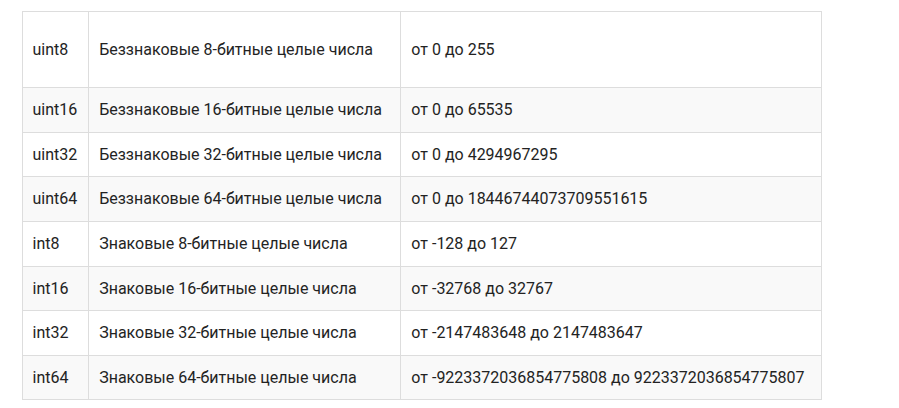 uint8 Беззнаковые 8-битные целые числа от 0 до 255
uint16 Беззнаковые 16-битные целые числа от 0 до 65535
uint32 Беззнаковые 32-битные целые числа от 0 до 4294967295
uint64 Беззнаковые 64-битные целые числа от 0 до 18446744073709551615
int8 Знаковые 8-битные целые числа от -128 до 127
int16 Знаковые 16-битные целые числа от -32768 до 32767
int32 Знаковые 32-битные целые числа от -2147483648 до 2147483647
int64 Знаковые 64-битные целые числа от -9223372036854775808 до 9223372036854775807